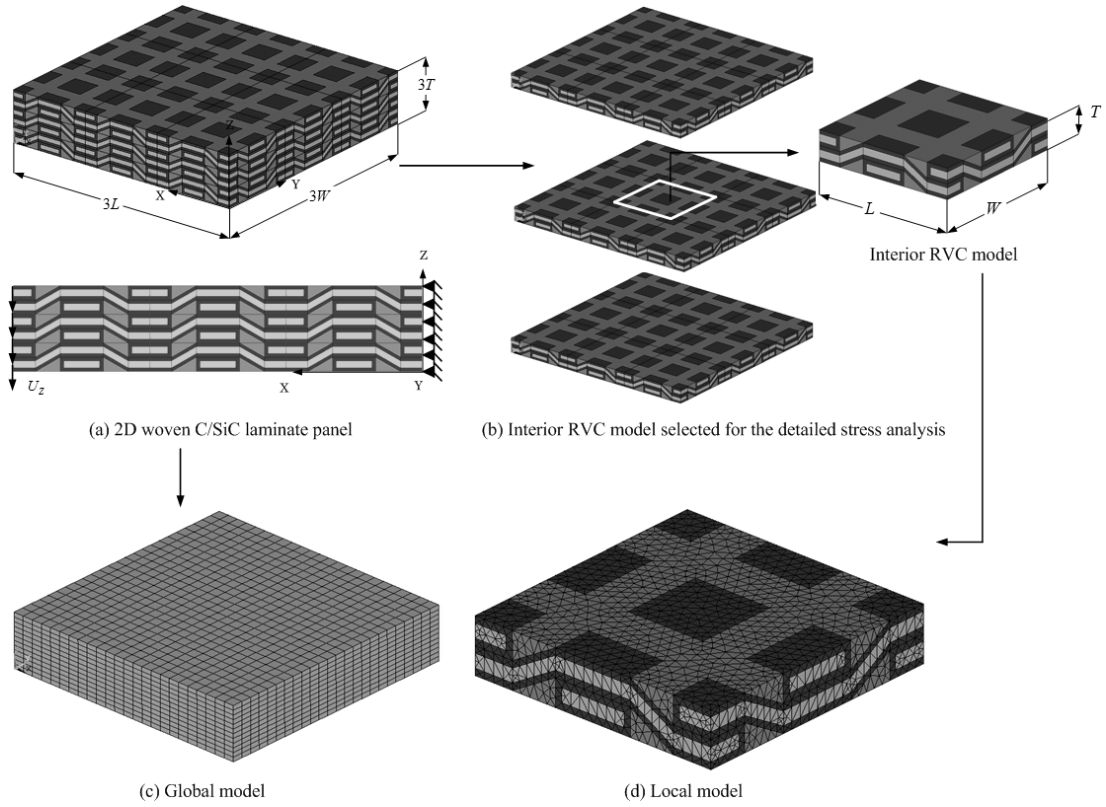 3T
Z
X
Y
3L
3W
T
L
W
Interior RVC model
Z
U_z
X
Y
(a) 2D woven C/SiC laminate panel
(b) Interior RVC model selected for the detailed stress analysis
(c) Global model
(d) Local model